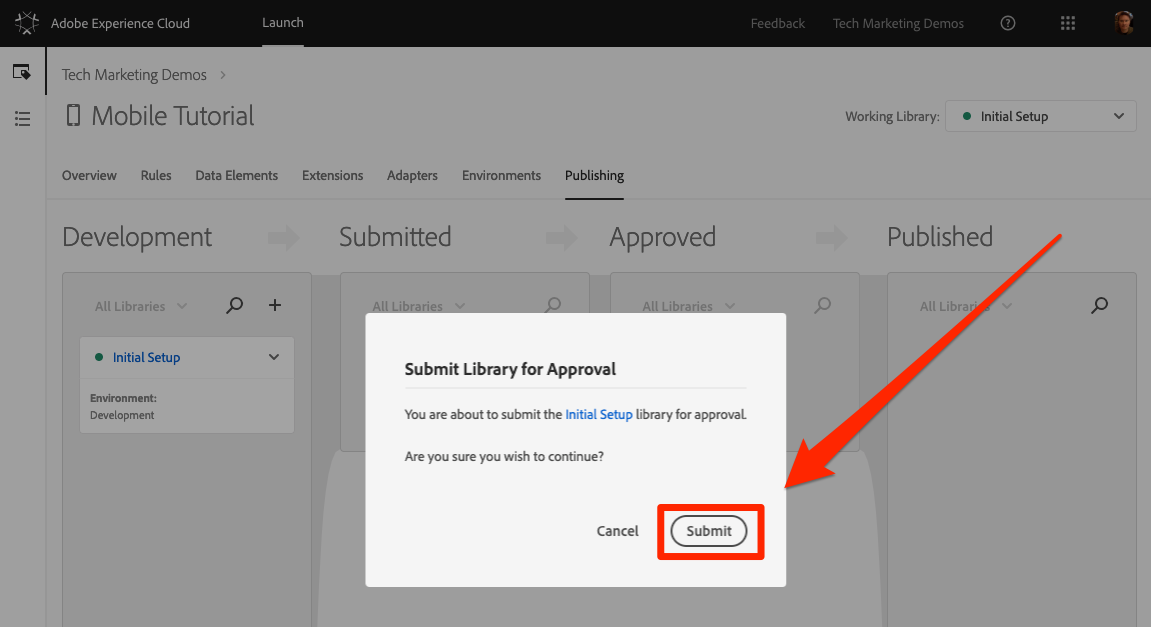 Adobe Experience Cloud
Launch
Feedback
Tech Marketing Demos
Tech Marketing Demos
Mobile Tutorial
Working Library:
Initial Setup
Overview
Rules
Data Elements
Extensions
Adapters
Environments
Publishing
Development
Submitted
Approved
Published
All Libraries
All Libraries
All Libraries
All Libraries
Initial Setup
Environment:
Development
Submit Library for Approval
You are about to submit the Initial Setup library for approval.
Are you sure you wish to continue?
Cancel
Submit